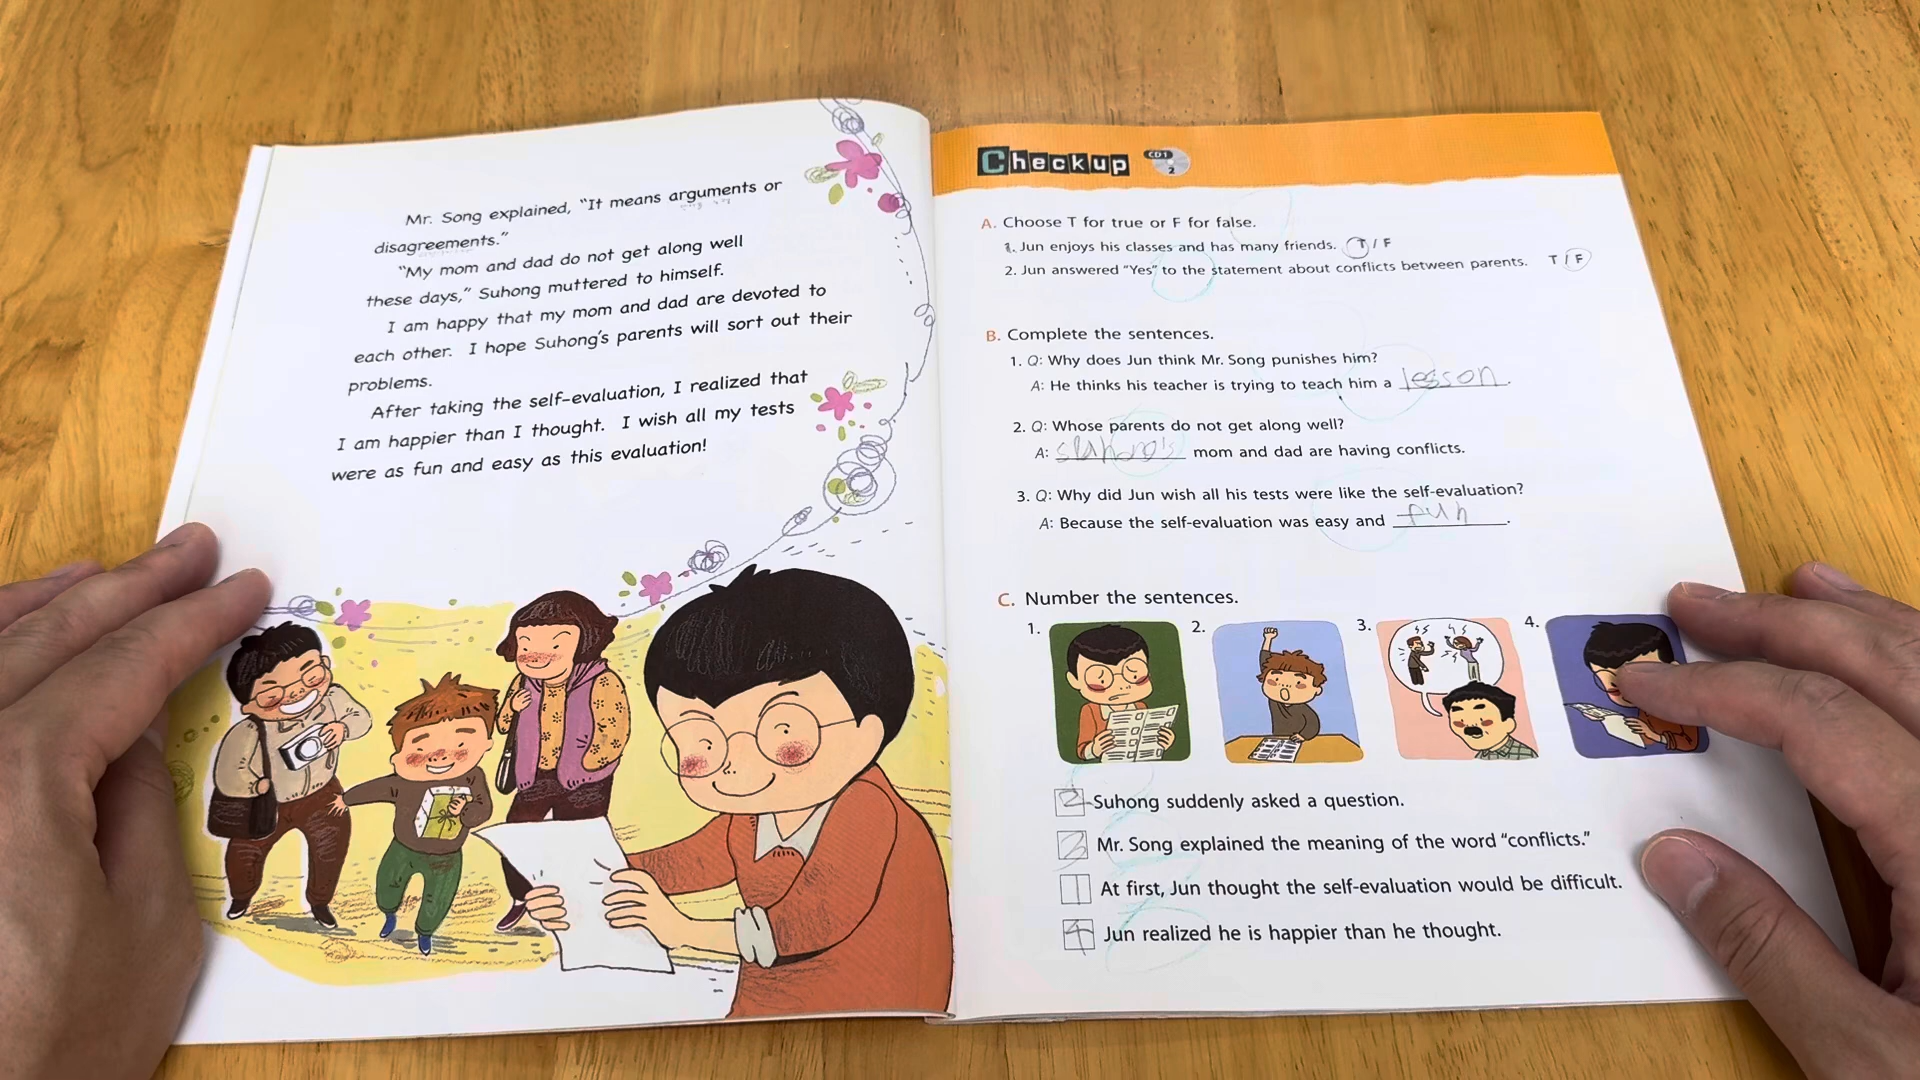 Mr. Song explained, “It means arguments or
disagreements.”
“My mom and dad do not get along well
these days,” Suhong muttered to himself.
I am happy that my mom and dad are devoted to
each other. I hope Suhong’s parents will sort out their
problems.
After taking the self-evaluation, I realized that
I am happier than I thought. I wish all my tests
were as fun and easy as this evaluation!
Checkup CD1 2
A. Choose T for true or F for false.
1. Jun enjoys his classes and has many friends. T / F
2. Jun answered “Yes” to the statement about conflicts between parents. T / F
B. Complete the sentences.
1. Q: Why does Jun think Mr. Song punishes him?
A: He thinks his teacher is trying to teach him a lesson.
2. Q: Whose parents do not get along well?
A: suhong's mom and dad are having conflicts.
3. Q: Why did Jun wish all his tests were like the self-evaluation?
A: Because the self-evaluation was easy and fun.
C. Number the sentences.
1. 2. 3. 4.
2 Suhong suddenly asked a question.
3 Mr. Song explained the meaning of the word “conflicts.”
1 At first, Jun thought the self-evaluation would be difficult.
4 Jun realized he is happier than he thought.